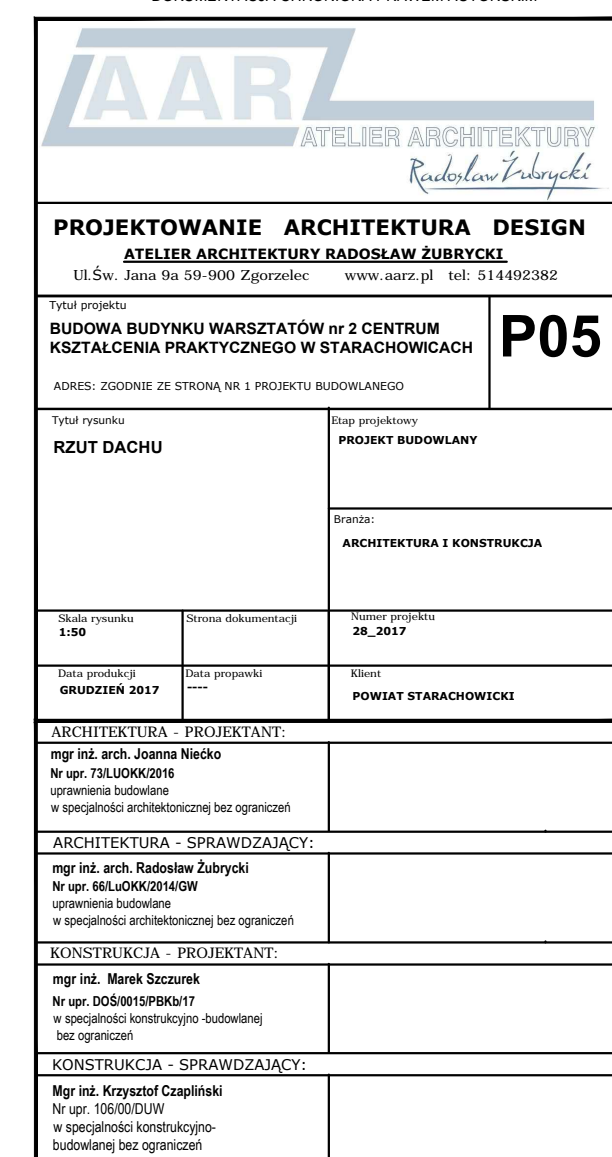 AARZ
ATELIER ARCHITEKTURY
Radosław Żubrycki
PROJEKTOWANIE ARCHITEKTURA DESIGN
ATELIER ARCHITEKTURY RADOSŁAW ŻUBRYCKI
Ul.Św. Jana 9a 59-900 Zgorzelec www.aarz.pl tel: 514492382
Tytuł projektu
BUDOWA BUDYNKU WARSZTATÓW nr 2 CENTRUM
KSZTAŁCENIA PRAKTYCZNEGO W STARACHOWICACH
P05
ADRES: ZGODNIE ZE STRONĄ NR 1 PROJEKTU BUDOWLANEGO
Tytuł rysunku
RZUT DACHU
Etap projektowy
PROJEKT BUDOWLANY
Branża:
ARCHITEKTURA I KONSTRUKCJA
Skala rysunku
1:50
Strona dokumentacji
Numer projektu
28_2017
Data produkcji
GRUDZIEŃ 2017
Data propawki
----
Klient
POWIAT STARACHOWICKI
ARCHITEKTURA - PROJEKTANT:
mgr inż. arch. Joanna Niećko
Nr upr. 73/LUOKK/2016
uprawnienia budowlane
w specjalności architektonicznej bez ograniczeń
ARCHITEKTURA - SPRAWDZAJĄCY:
mgr inż. arch. Radosław Żubrycki
Nr upr. 66/LuOKK/2014/GW
uprawnienia budowlane
w specjalności architektonicznej bez ograniczeń
KONSTRUKCJA - PROJEKTANT:
mgr inż. Marek Szczurek
Nr upr. DOŚ/0015/PBKb/17
w specjalności konstrukcyjno -budowlanej
bez ograniczeń
KONSTRUKCJA - SPRAWDZAJĄCY:
Mgr inż. Krzysztof Czapliński
Nr upr. 106/00/DUW
w specjalności konstrukcyjno-
budowlanej bez ograniczeń